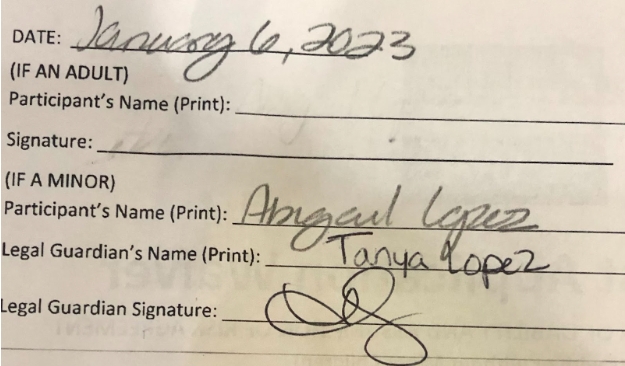 DATE: January 6, 2023
(IF AN ADULT)
Participant's Name (Print):
Signature:
(IF A MINOR)
Participant's Name (Print): Abigail Lopez
Legal Guardian's Name (Print): Tanya Lopez
Legal Guardian Signature: